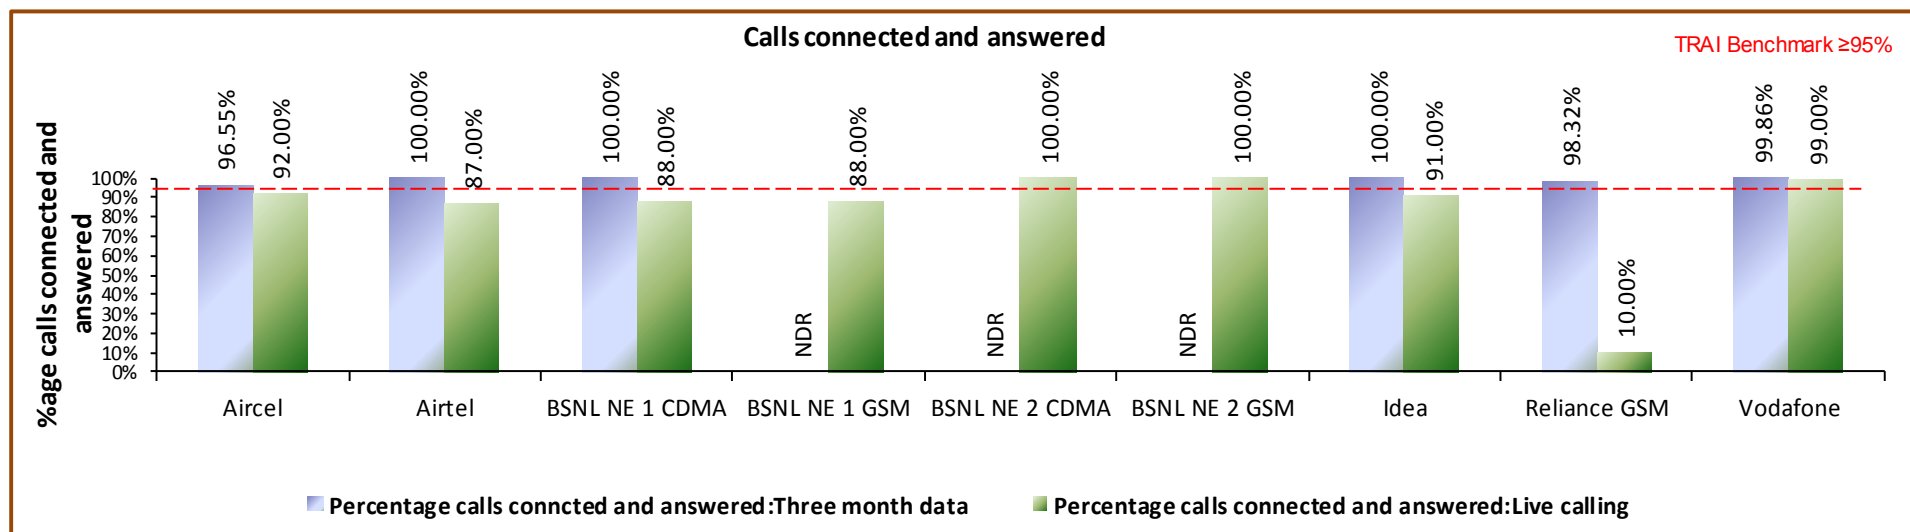 Calls connected and answered
TRAI Benchmark ≥95%
%age calls connected and
answered
100%
90%
80%
70%
60%
50%
40%
30%
20%
10%
0%
96.55%
92.00%
100.00%
87.00%
100.00%
88.00%
NDR
88.00%
NDR
100.00%
NDR
100.00%
100.00%
91.00%
98.32%
10.00%
99.86%
99.00%
Aircel
Airtel
BSNL NE 1 CDMA
BSNL NE 1 GSM
BSNL NE 2 CDMA
BSNL NE 2 GSM
Idea
Reliance GSM
Vodafone
Percentage calls conncted and answered:Three month data
Percentage calls connected and answered:Live calling